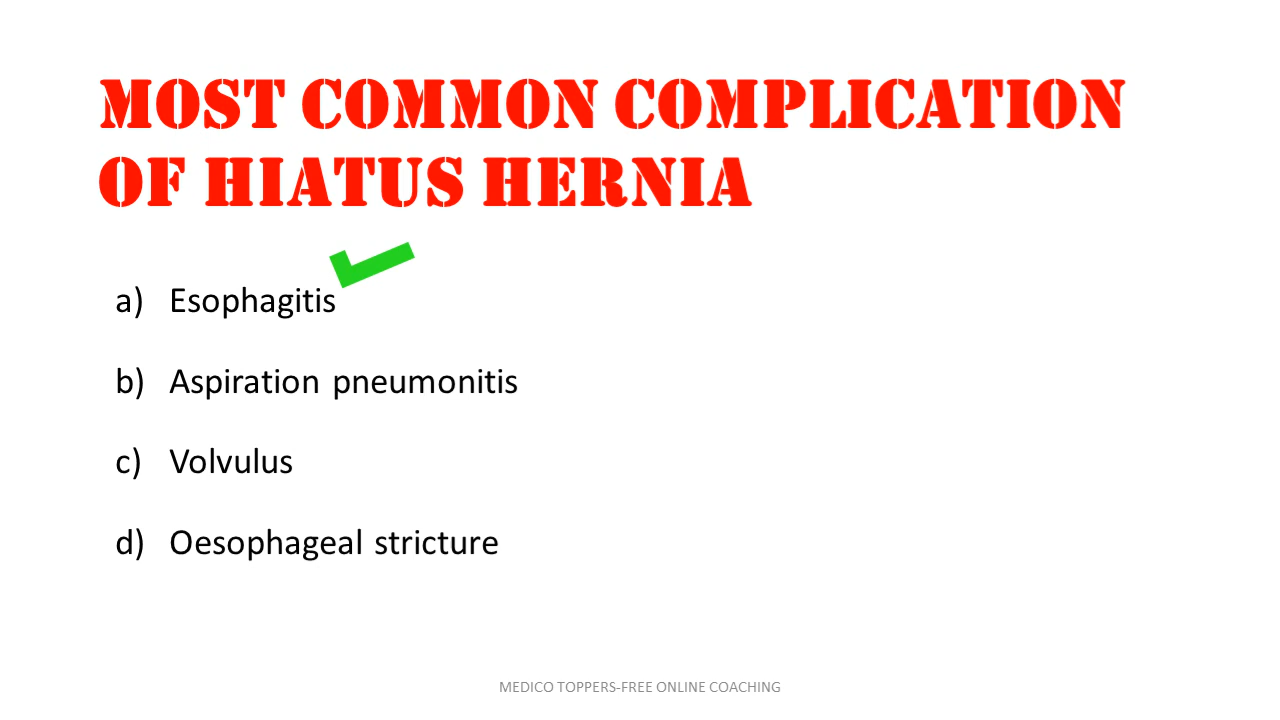 MOST COMMON COMPLICATION
OF HIATUS HERNIA
a) Esophagitis
b) Aspiration pneumonitis
c) Volvulus
d) Oesophageal stricture
MEDICO TOPPERS-FREE ONLINE COACHING